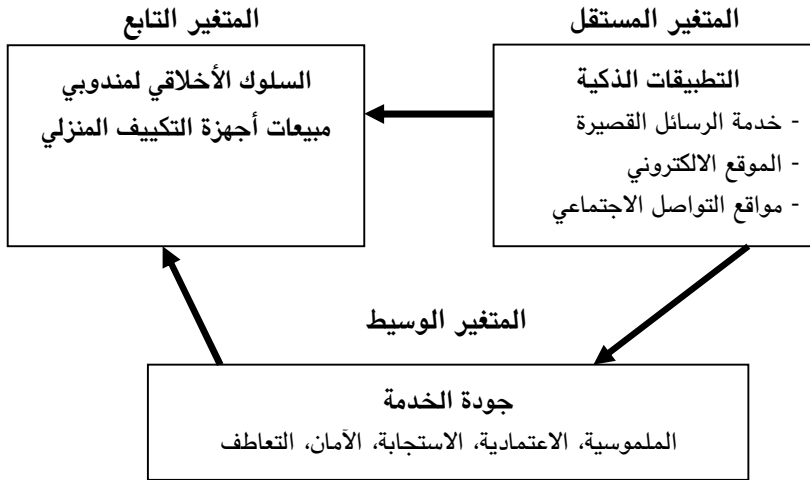 المتغير المستقل
المتغير التابع
التطبيقات الذكية
- خدمة الرسائل القصيرة
- الموقع الالكتروني
- مواقع التواصل الاجتماعي
السلوك الأخلاقي لمندوبي
مبيعات أجهزة التكييف المنزلي
المتغير الوسيط
جودة الخدمة
الملموسية، الاعتمادية، الاستجابة، الآمان، التعاطف